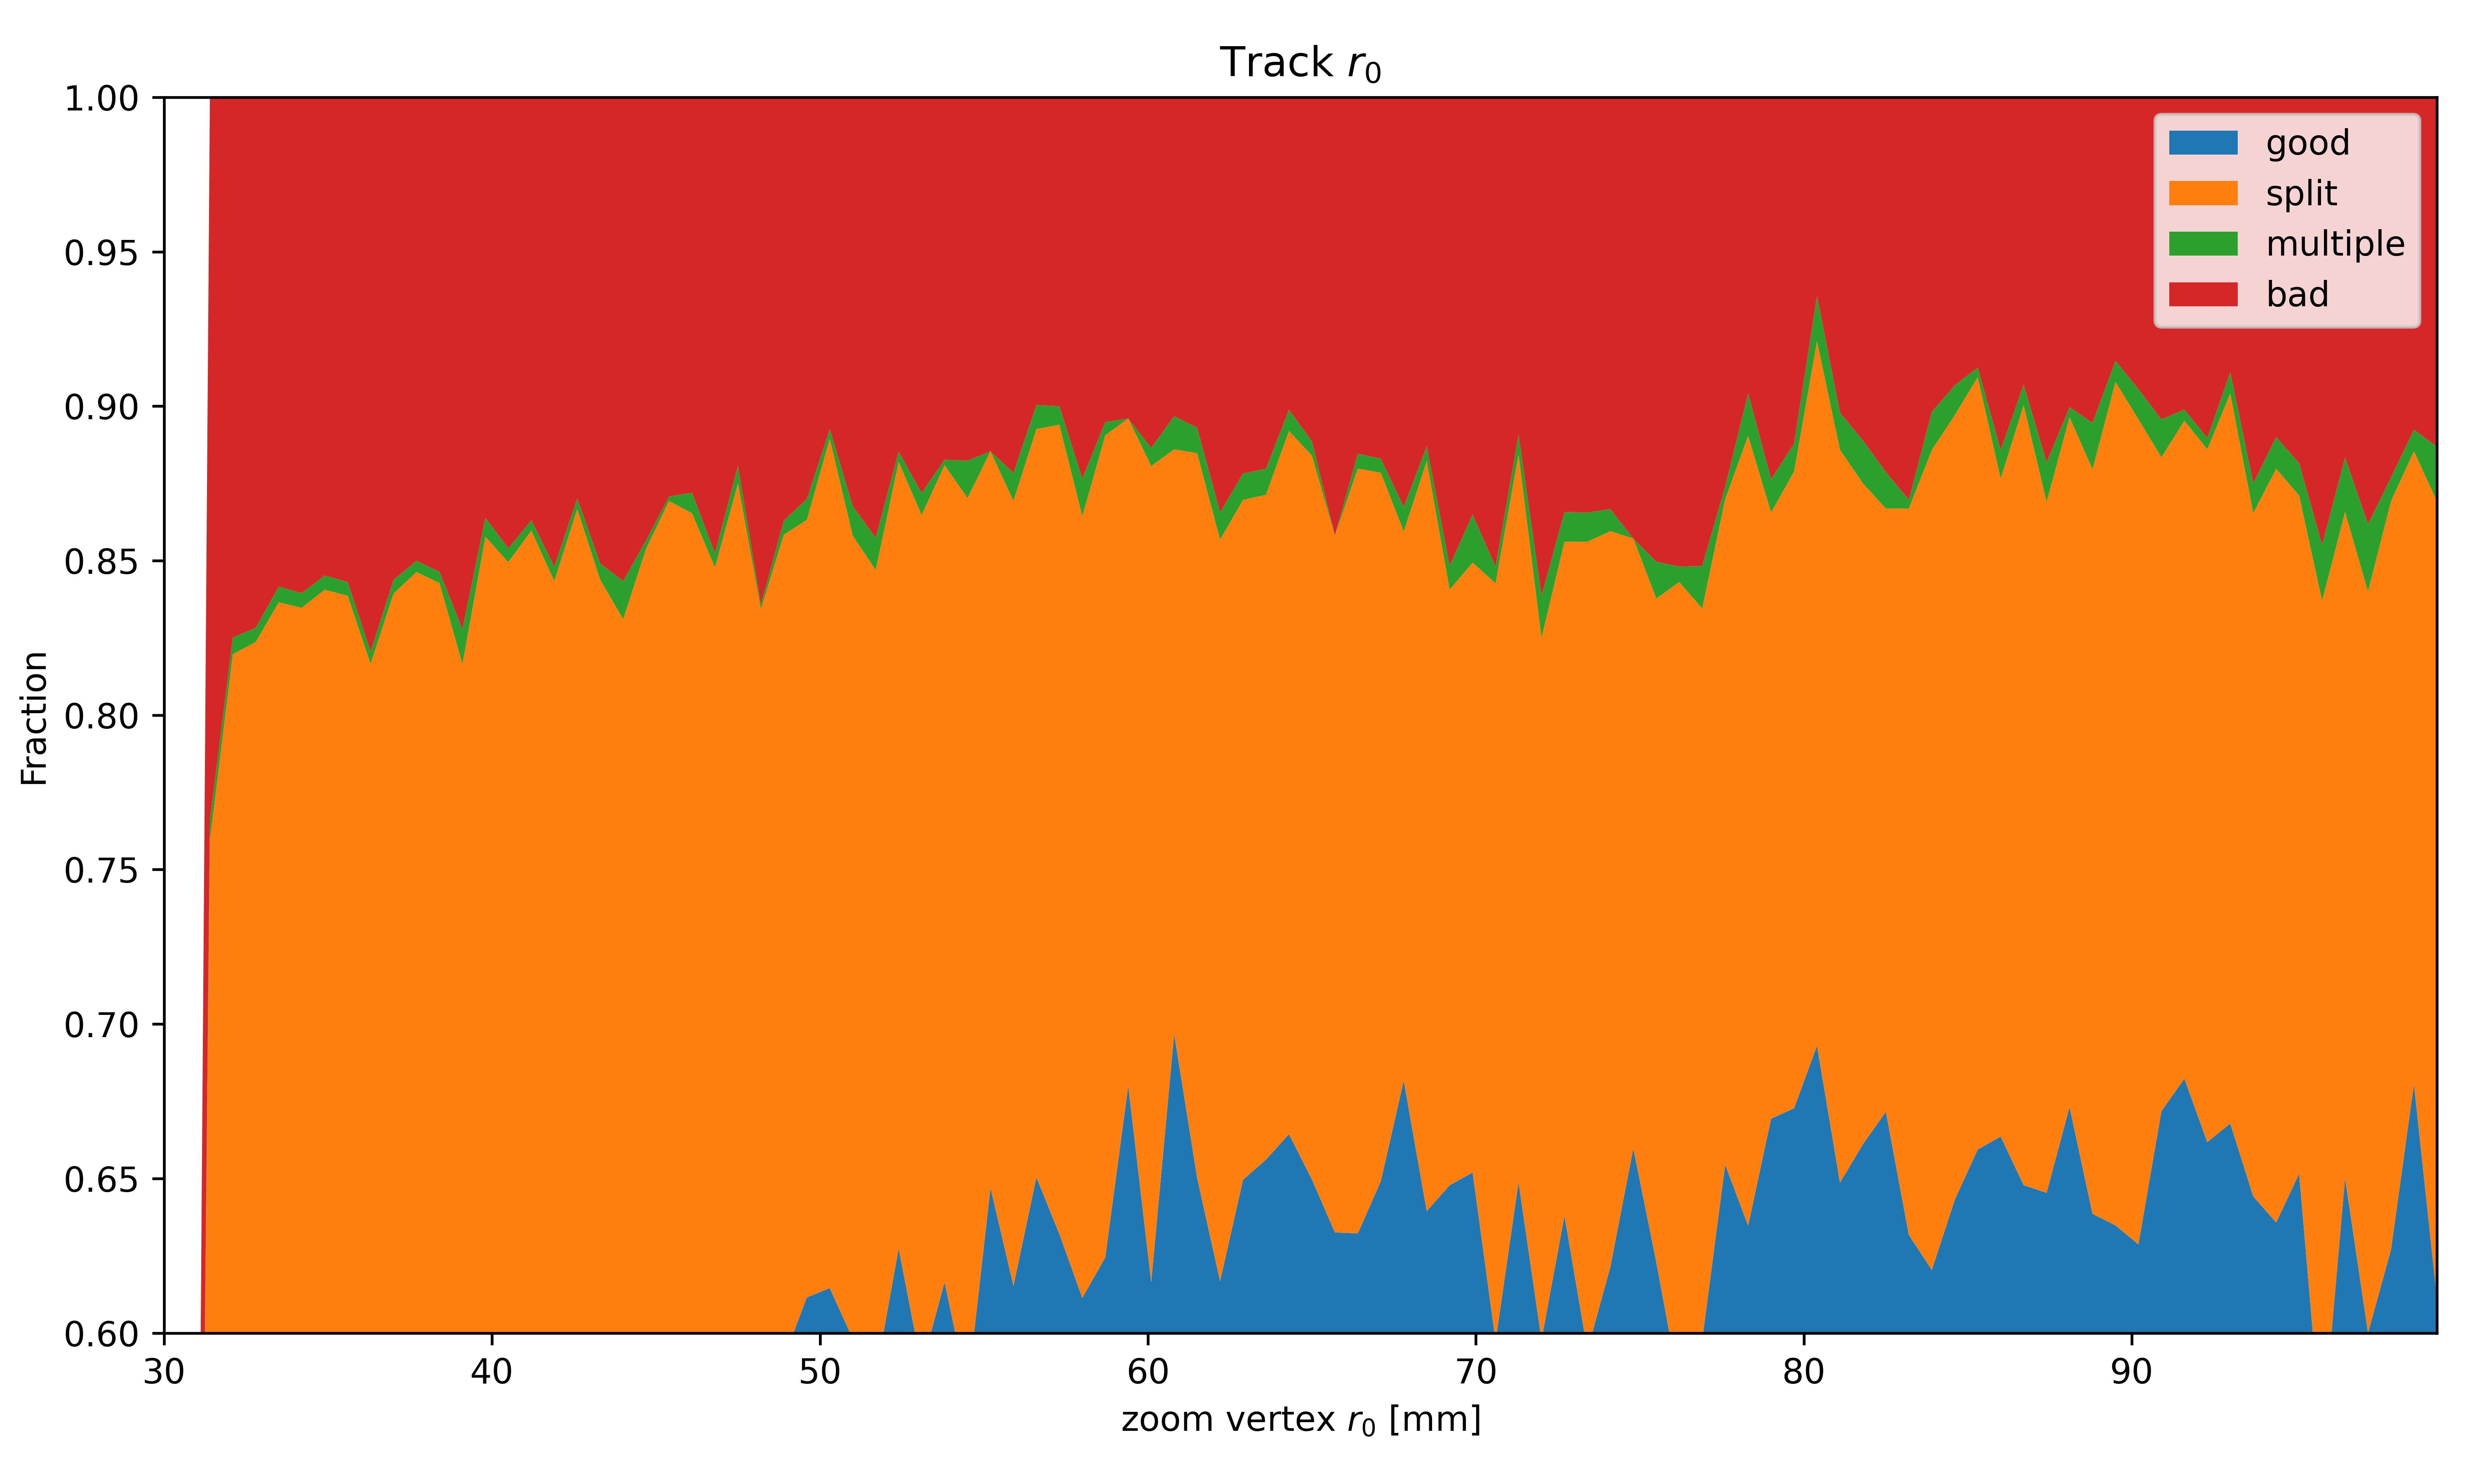 Track r₀
1.00
0.95
0.90
0.85
0.80
0.75
0.70
0.65
0.60
Fraction
good
split
multiple
bad
30 40 50 60 70 80 90
zoom vertex r₀ [mm]